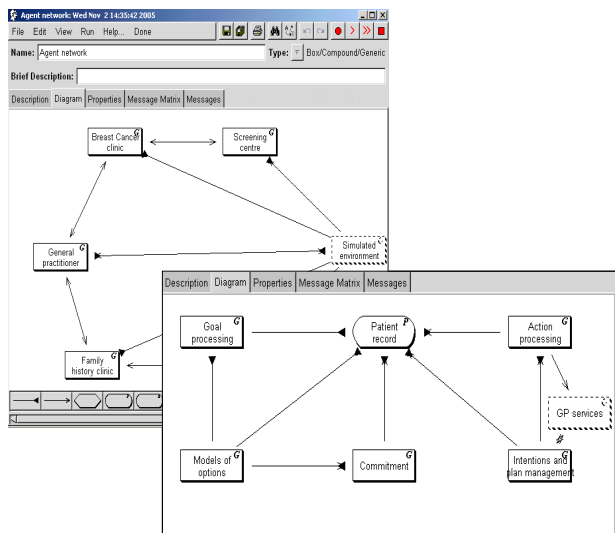 Agent network: Wed Nov 2 14:35:42 2005
File Edit View Run Help... Done
Name: Agent network Type: Box/Compound/Generic
Brief Description:
Description Diagram Properties Message Matrix Messages
Breast Cancer
clinic
G
Screening
centre
G
General
practitioner
G
Simulated
environment
Family
history clinic
G
Description Diagram Properties Message Matrix Messages
Goal
processing
G
Patient
record
P
Action
processing
G
GP services
Models of
options
G
Commitment
G
Intentions and
plan management
G